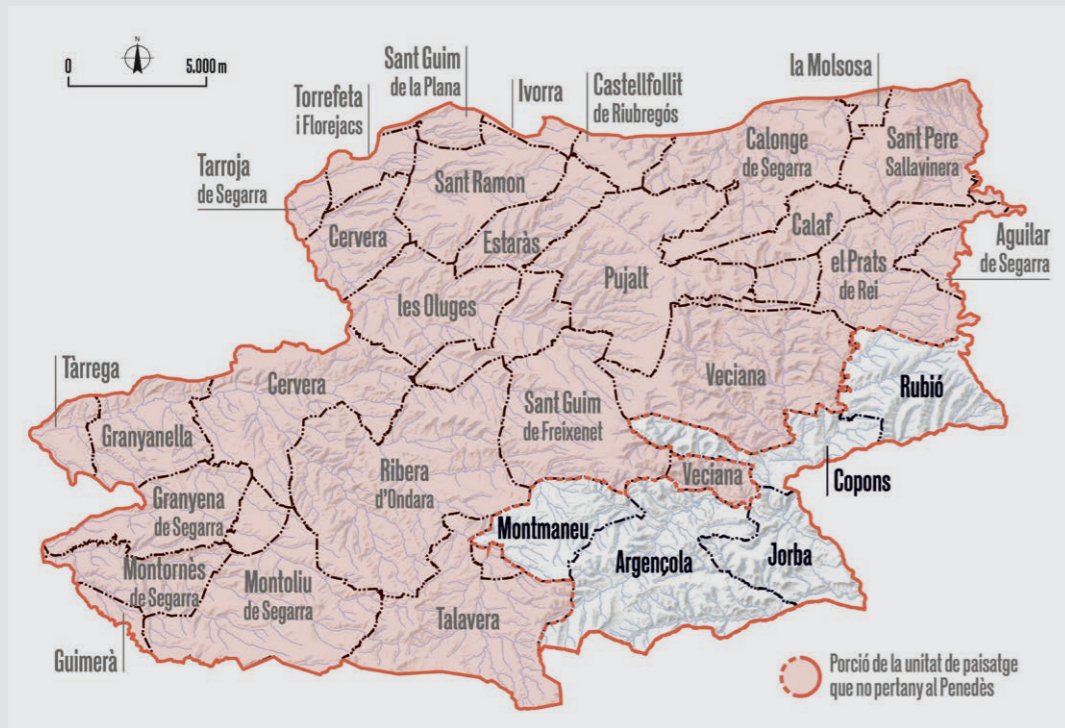 N
0 5.000 m
Sant Guim
de la Plana
Ivorra
Castellfollit
de Riubregós
la Molsosa
Torrefeta
i Florejacs
Tarroja
de Segarra
Sant Ramon
Calonge
de Segarra
Sant Pere
Sallavinera
Cervera
Estaràs
Calaf
Aguilar
de Segarra
Pujalt
el Prats
de Rei
les Oluges
Tàrrega
Cervera
Veciana
Rubió
Granyanella
Sant Guim
de Freixenet
Ribera
d'Ondara
Veciana
Copons
Granyena
de Segarra
Montmaneu
Argençola
Jorba
Montornès
de Segarra
Montoliu
de Segarra
Talavera
Guimerà
Porció de la unitat de paisatge
que no pertany al Penedès